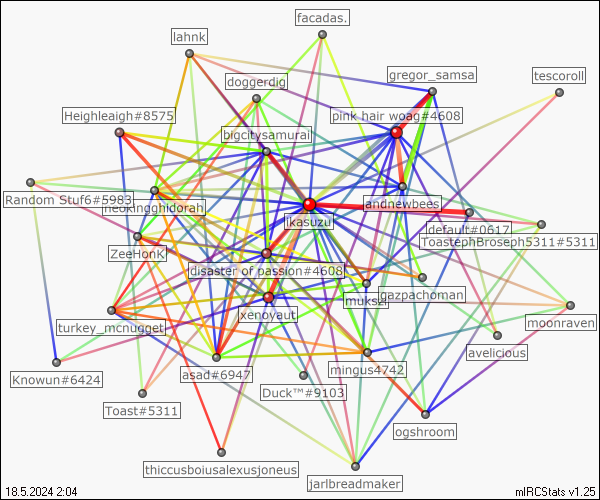 facadas.
lahnk
gregor_samsa
tescoroll
doggerdig
Heighleaigh#8575
pink hair woag#4608
bigcitysamurai
Random Stuf6#5983
neokingghidorah
andnewbees
ikasuzu
default#0617
ToastephBroseph5311#5311
ZeeHonk
disaster of passion#4608
gazpachoman
muksz
xenoyaut
turkey_mcnugget
moonraven
avelicious
Knowun#6424
asad#6947
mingus4742
Duck™#9103
Toast#5311
ogshroom
thiccusboiusalexusjoneus
jarlbreadmaker
18.5.2024 2:04
mIRCStats v1.25